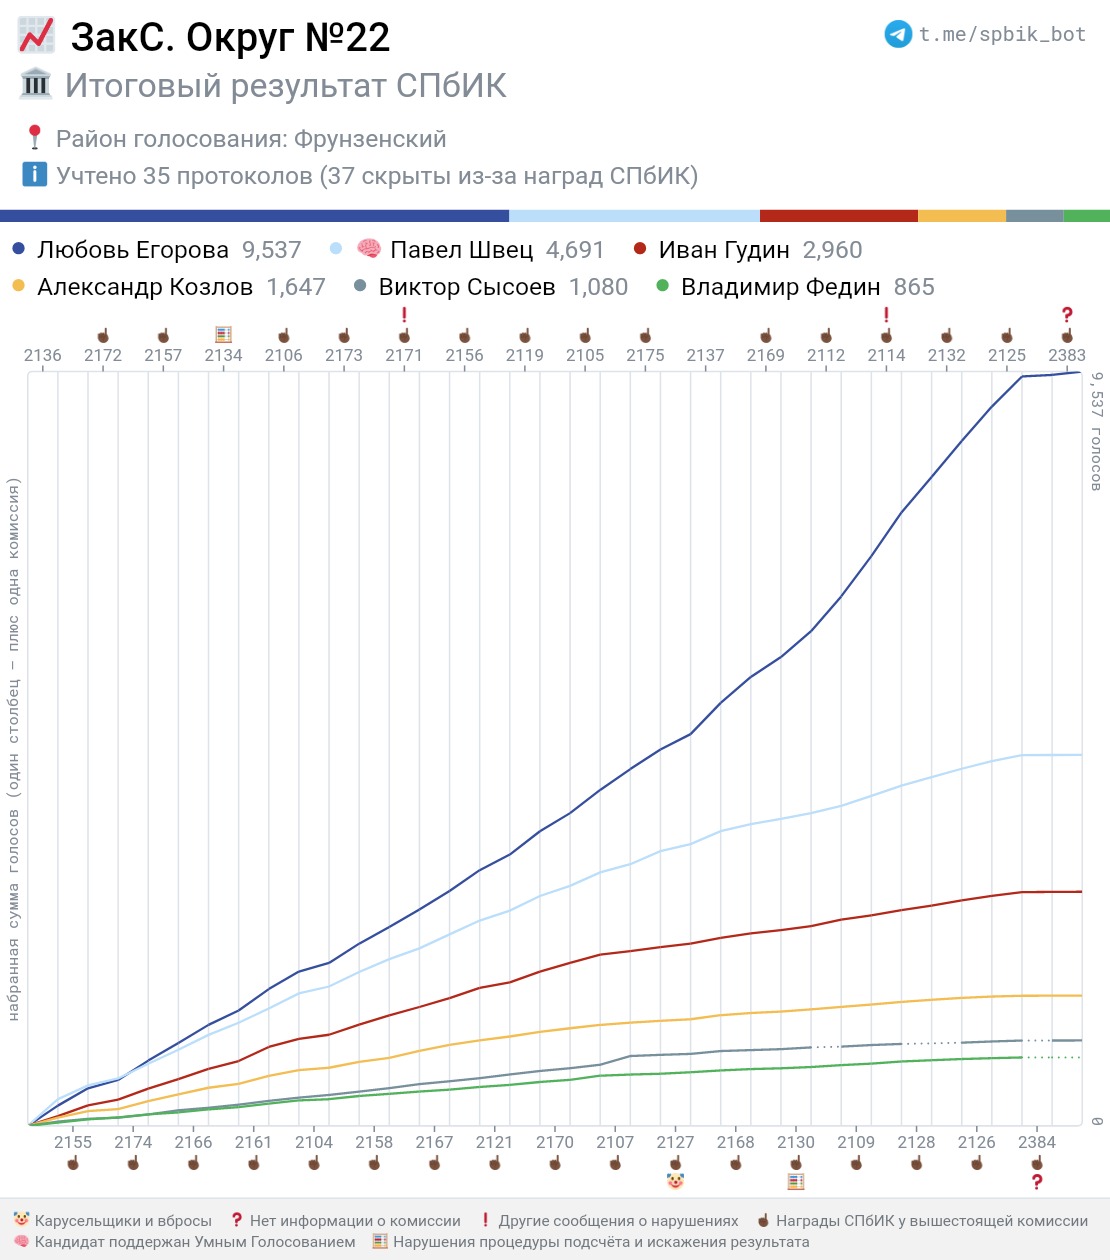 ЗакС. Округ №22
t.me/spbik_bot
Итоговый результат СПбИК
Район голосования: Фрунзенский
Учтено 35 протоколов (37 скрыты из-за наград СПбИК)
Любовь Егорова 9,537 Павел Швец 4,691 Иван Гудин 2,960
Александр Козлов 1,647 Виктор Сысоев 1,080 Владимир Федин 865
2136 2172 2157 2134 2106 2173 2171 2156 2119 2105 2175 2137 2169 2112 2114 2132 2125 2383
9,537 голосов
набранная сумма голосов (один столбец — плюс одна комиссия)
0
2155 2174 2166 2161 2104 2158 2167 2121 2170 2107 2127 2168 2130 2109 2128 2126 2384
Карусельщики и вбросы Нет информации о комиссии Другие сообщения о нарушениях Награды СПбИК у вышестоящей комиссии
Кандидат поддержан Умным Голосованием Нарушения процедуры подсчёта и искажения результата